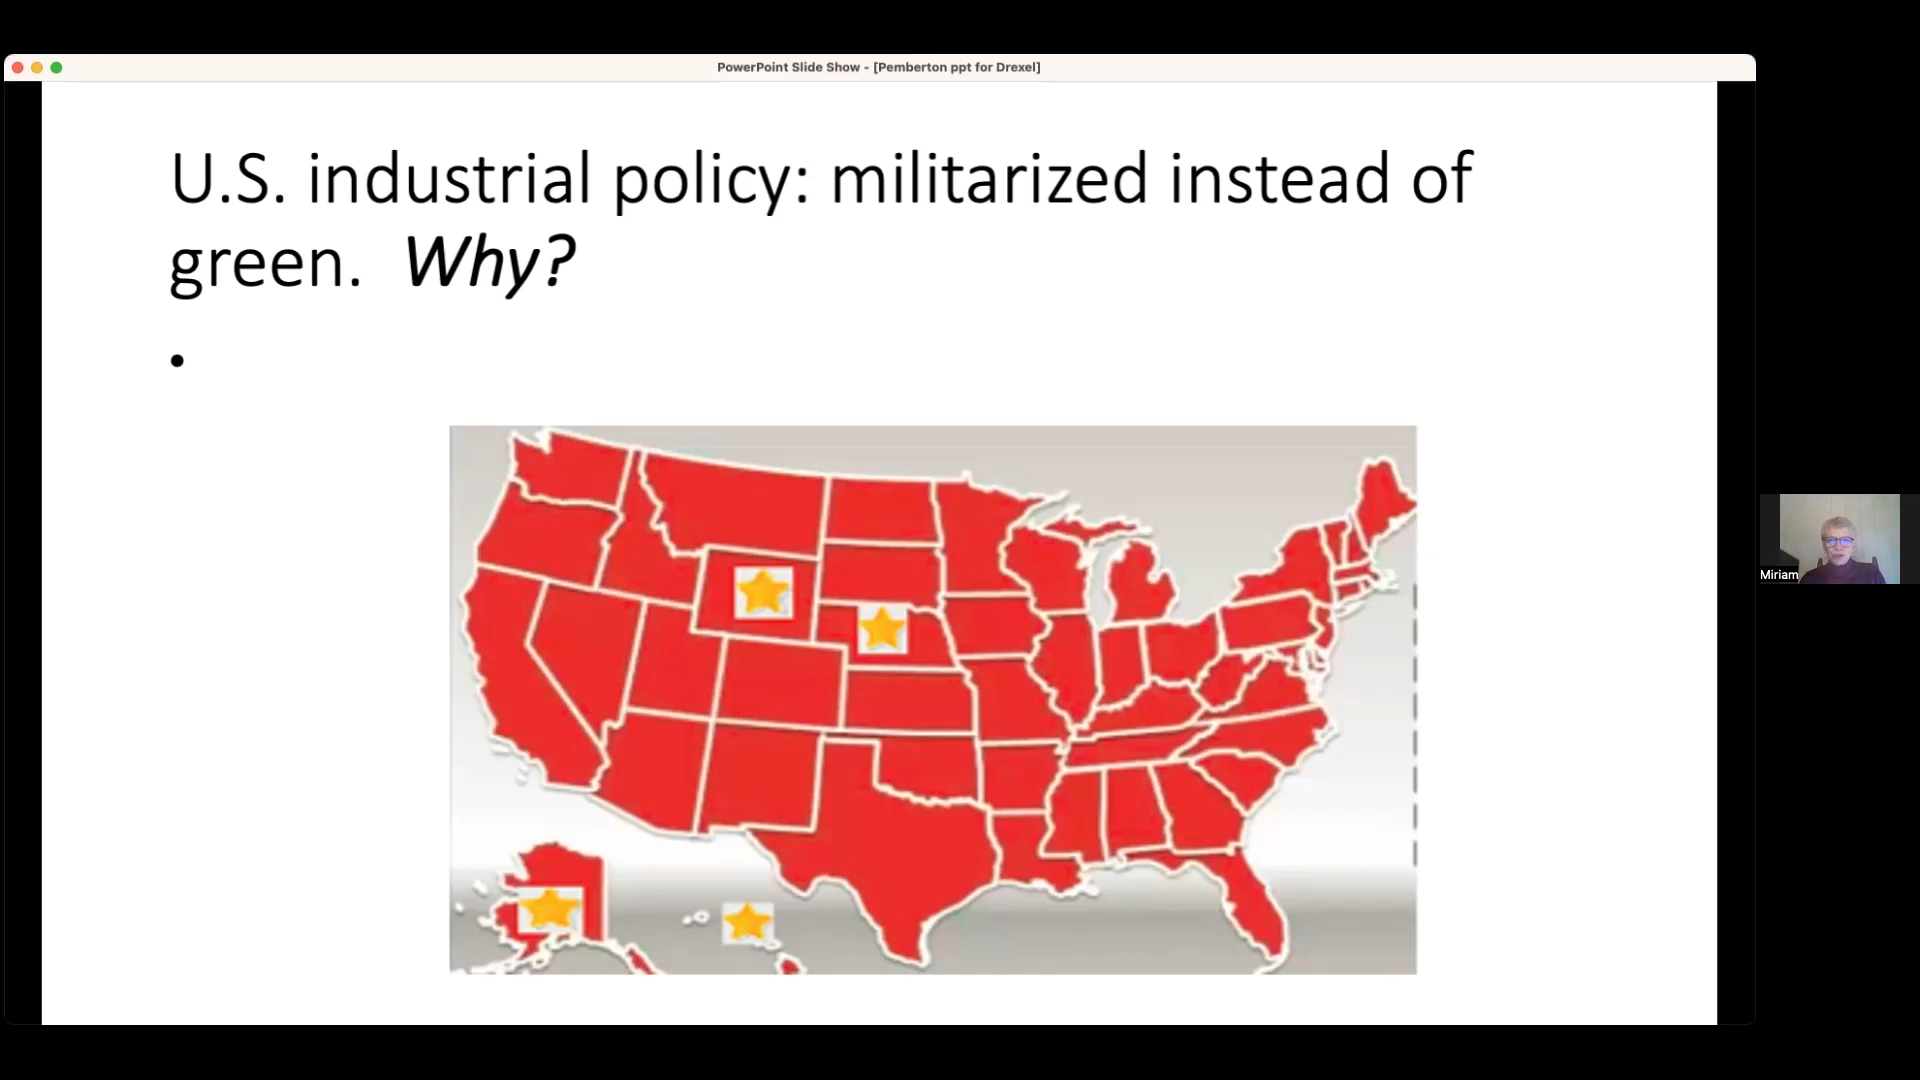 PowerPoint Slide Show - [Pemberton ppt for Drexel]
U.S. industrial policy: militarized instead of
green. Why?
•
Miriam